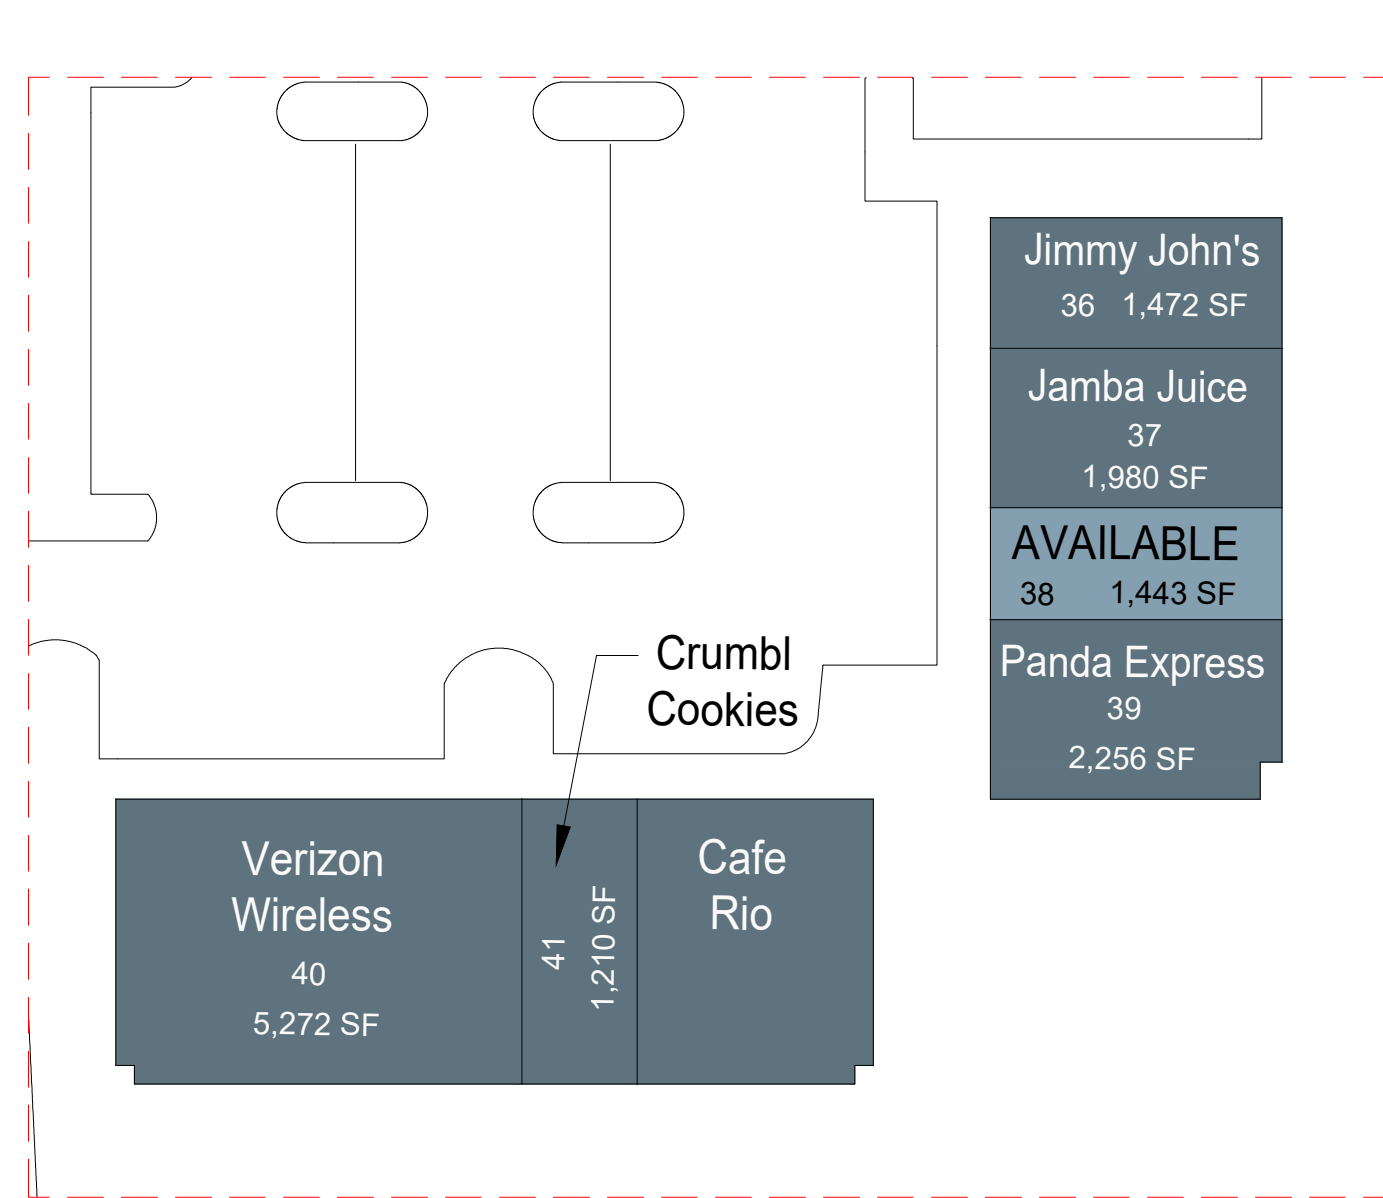 Jimmy John's
36 1,472 SF
Jamba Juice
37
1,980 SF
AVAILABLE
38 1,443 SF
Panda Express
39
2,256 SF
Crumbl
Cookies
Verizon
Wireless
40
5,272 SF
41
1,210 SF
Cafe
Rio